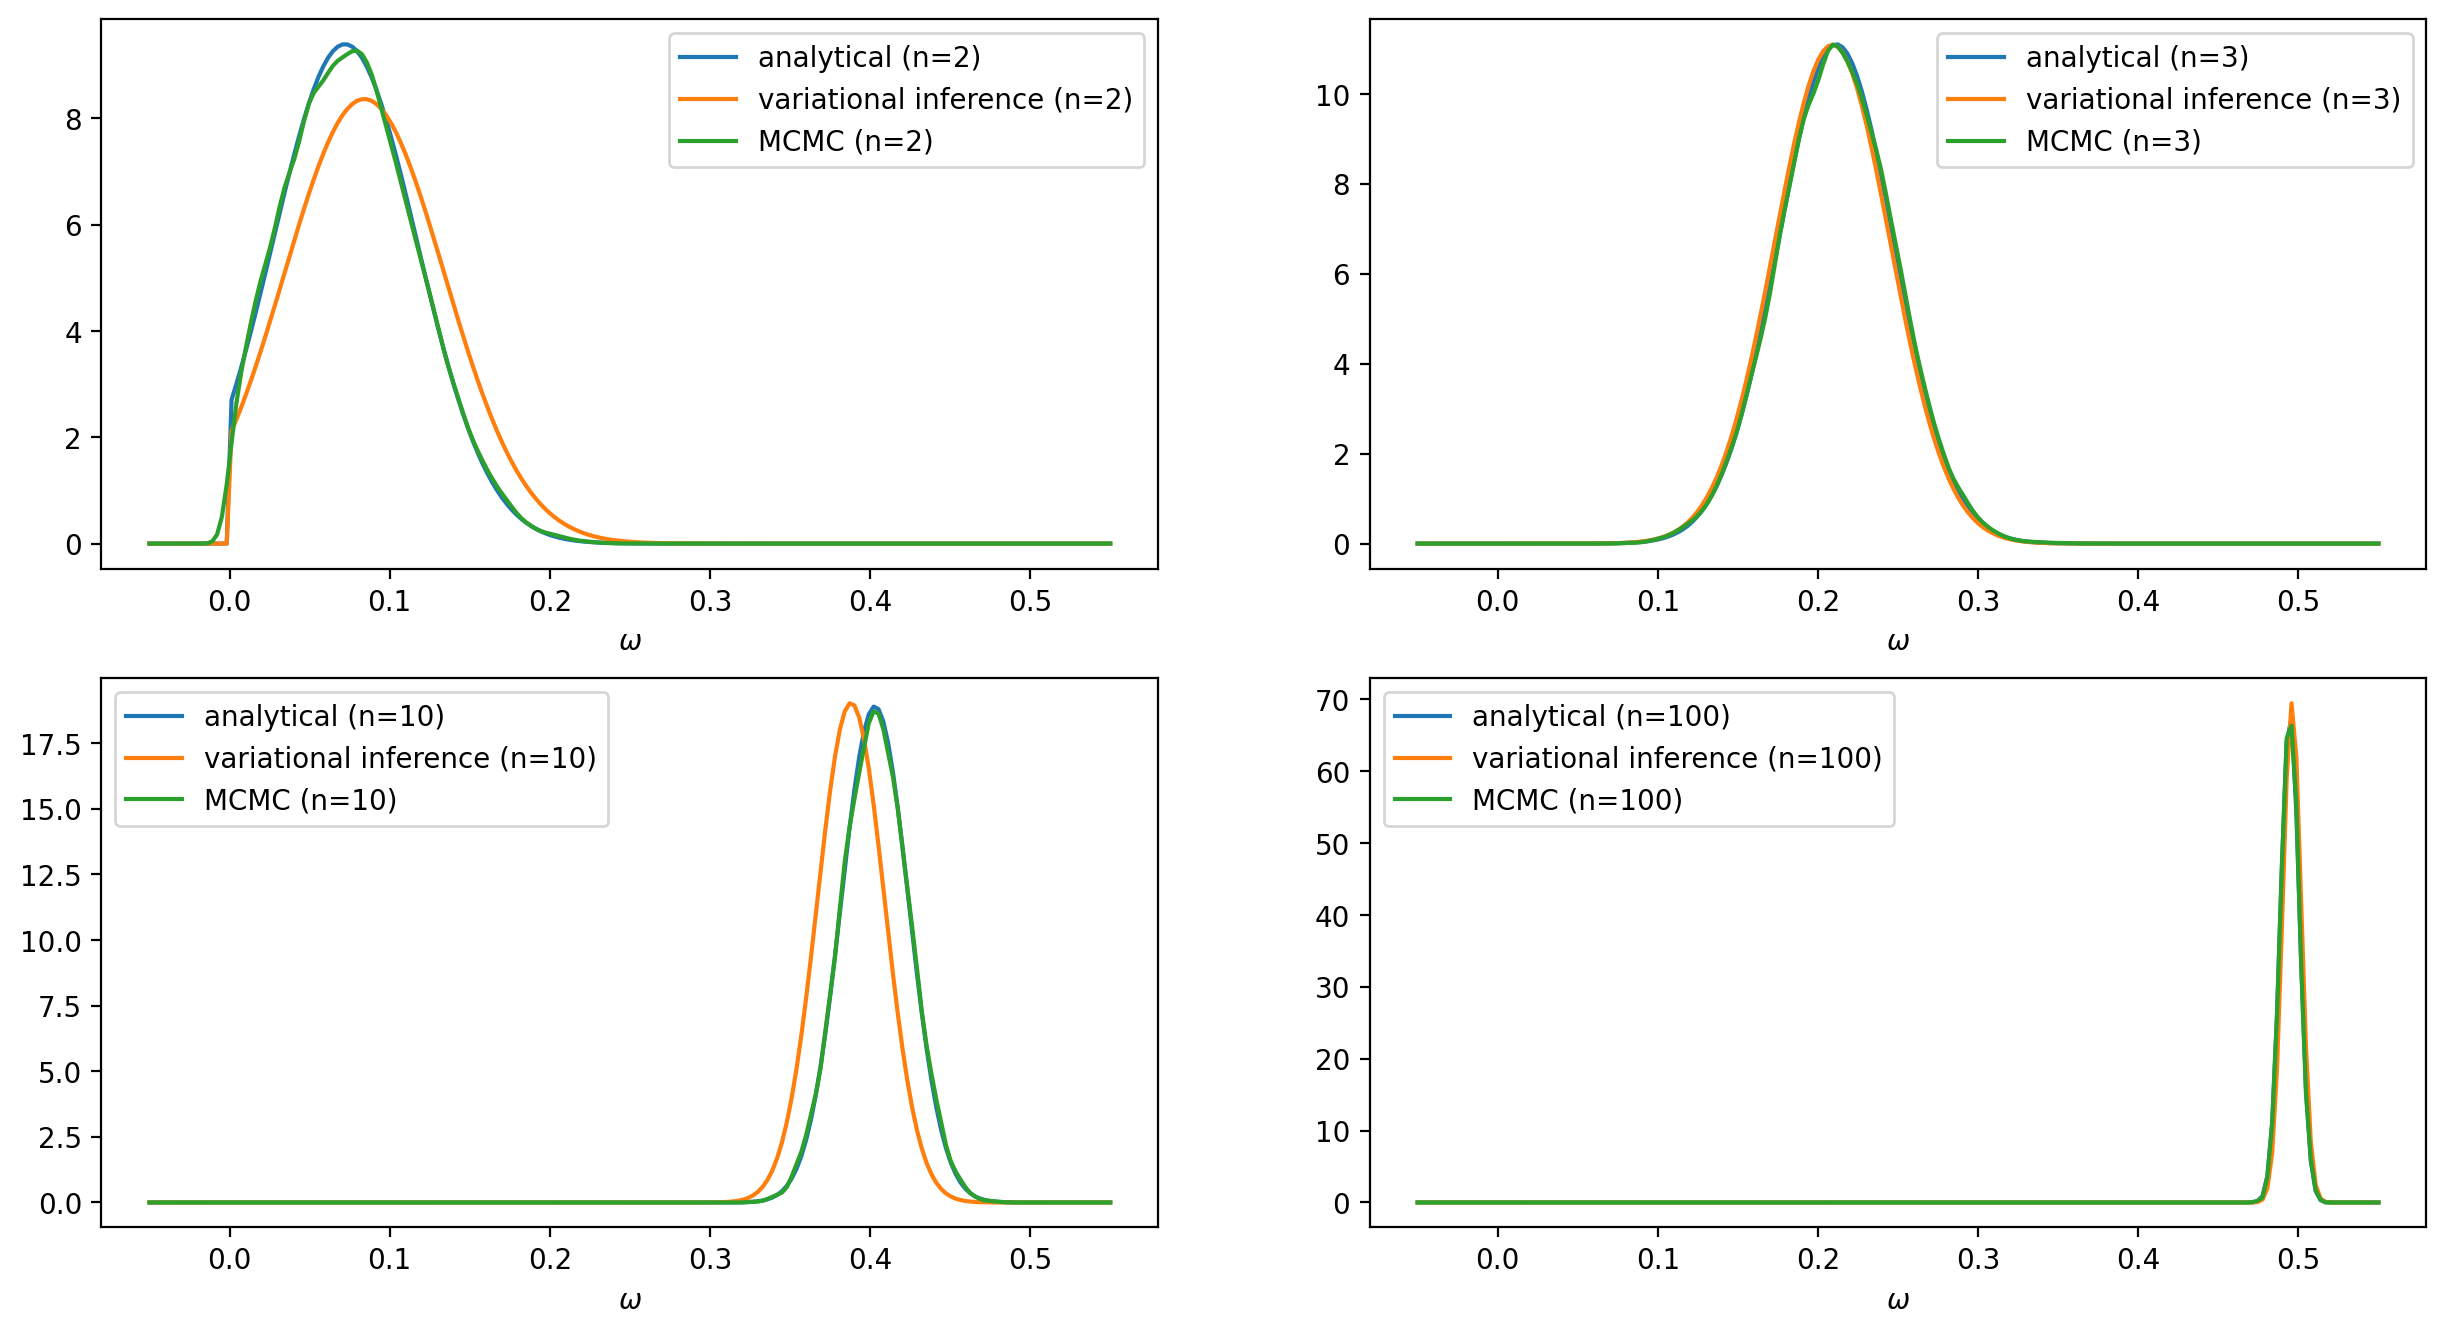 analytical (n=2)
variational inference (n=2)
MCMC (n=2)
8
6
4
2
0
0.0 0.1 0.2 0.3 0.4 0.5
ω
analytical (n=3)
variational inference (n=3)
MCMC (n=3)
10
8
6
4
2
0
0.0 0.1 0.2 0.3 0.4 0.5
ω
analytical (n=10)
variational inference (n=10)
MCMC (n=10)
17.5
15.0
12.5
10.0
7.5
5.0
2.5
0.0
0.0 0.1 0.2 0.3 0.4 0.5
ω
analytical (n=100)
variational inference (n=100)
MCMC (n=100)
70
60
50
40
30
20
10
0
0.0 0.1 0.2 0.3 0.4 0.5
ω